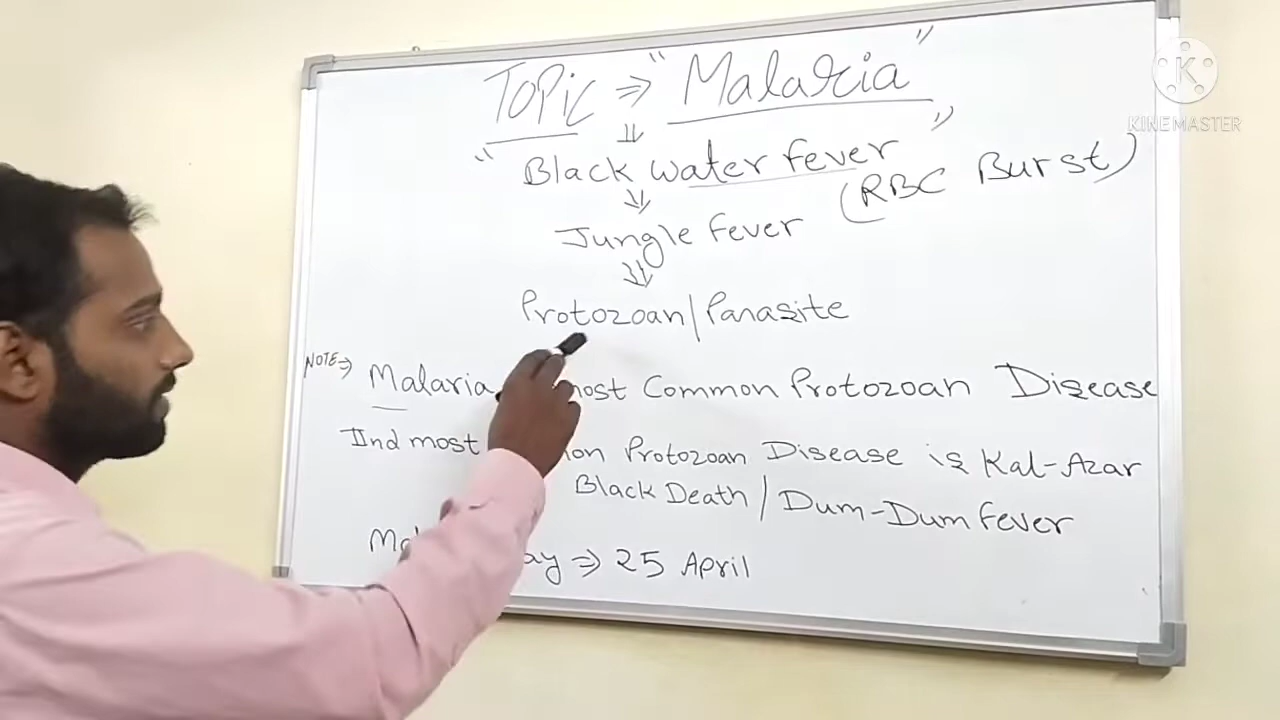 Topic ⇒ "Malaria"
⇓
"Black water fever"
(RBC Burst)
⇓
Jungle fever
⇓
Protozoan/Parasite
NOTE⇒ Malaria most Common Protozoan Disease
IInd most Protozoan Disease is Kal-Azar
Black Death / Dum-Dum fever
⇒ 25 April
KINEMASTER